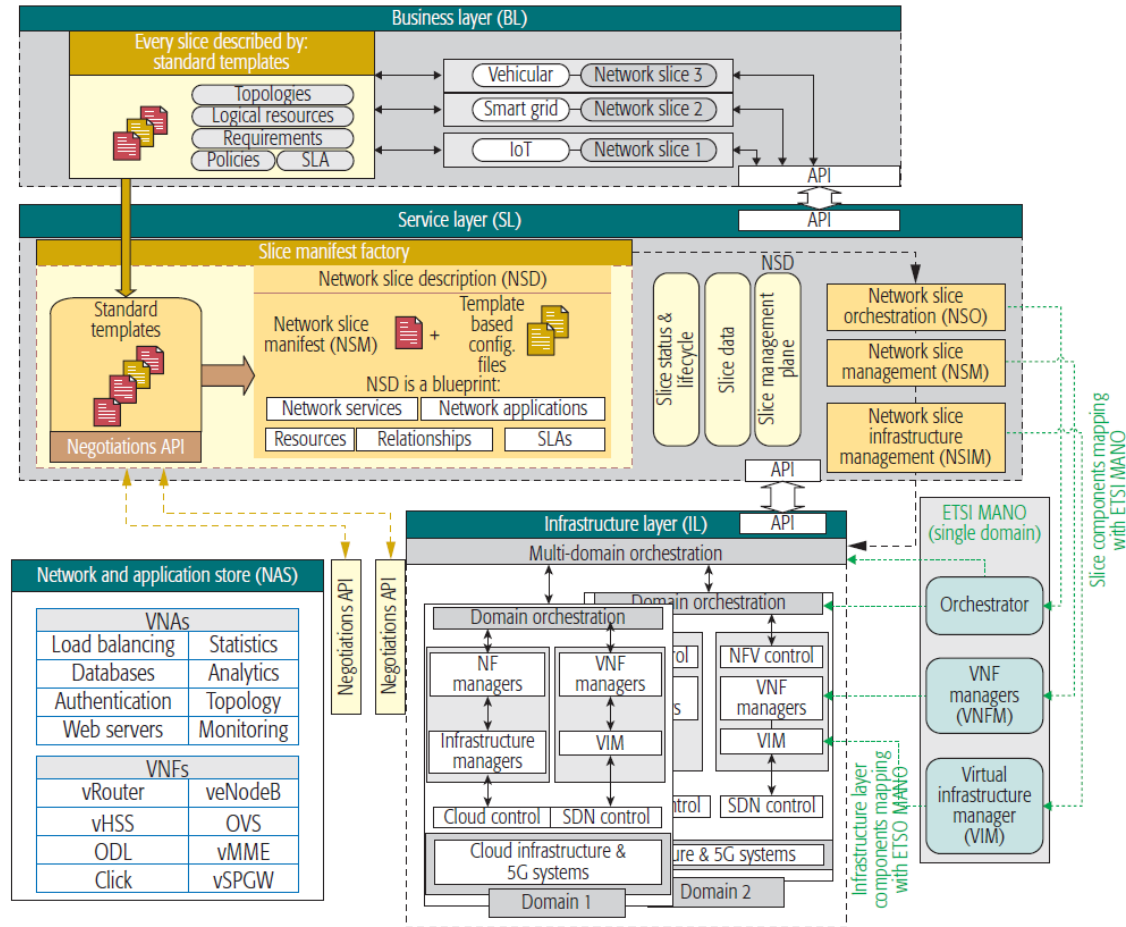 Business layer (BL)
Every slice described by:
standard templates
Topologies
Logical resources
Requirements
Policies
SLA
Vehicular
Network slice 3
Smart grid
Network slice 2
IoT
Network slice 1
API
API
Service layer (SL)
Slice manifest factory
Standard
templates
Negotiations API
Network slice description (NSD)
Network slice
manifest (NSM)
+
Template
based
config.
files
NSD is a blueprint:
Network services
Network applications
Resources
Relationships
SLAs
NSD
Slice status &
lifecycle
Slice data
Slice management
plane
Network slice
orchestration (NSO)
Network slice
management (NSM)
Network slice
infrastructure
management (NSIM)
API
API
Slice components mapping
with ETSI MANO
Network and application store (NAS)
VNAs
Load balancing
Statistics
Databases
Analytics
Authentication
Topology
Web servers
Monitoring
VNFs
vRouter
veNodeB
vHSS
OVS
ODL
vMME
Click
vSPGW
Negotiations API
Negotiations API
Infrastructure layer (IL)
Multi-domain orchestration
Domain orchestration
NF
managers
VNF
managers
Infrastructure
managers
VIM
Cloud control
SDN control
Cloud infrastructure &
5G systems
Domain 1
Domain orchestration
rol
NFV control
rs
VNF
managers
VIM
ntrol
SDN control
ure & 5G systems
Domain 2
Infrastructure layer
components mapping
with ETSO MANO
ETSI MANO
(single domain)
Orchestrator
VNF
managers
(VNFM)
Virtual
infrastructure
manager
(VIM)